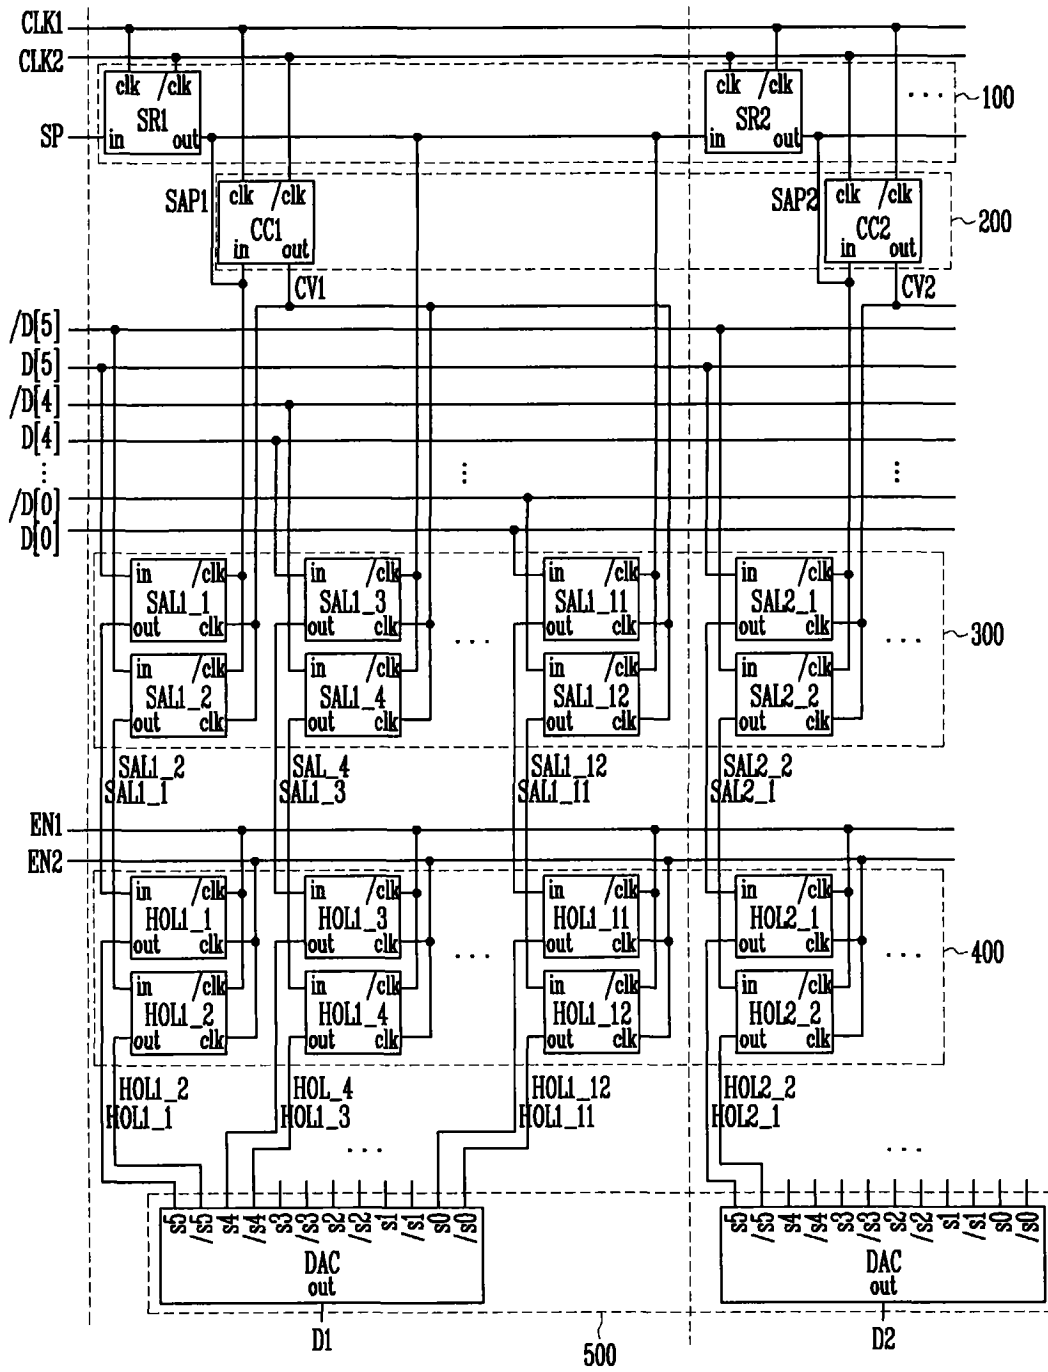 CLK1
CLK2
clk /clk
SR1
in out
clk /clk
SR2
in out
. . . .
100
SP
SAP1
clk /clk
CC1
in out
SAP2
clk /clk
CC2
in out
200
CV1
CV2
/D[5]
D[5]
/D[4]
D[4]
/D[0]
D[0]
in /clk
SAL1_1
out clk
in /clk
SAL1_3
out clk
in /clk
SAL1_11
out clk
in /clk
SAL2_1
out clk
. . .
. . .
300
in /clk
SAL1_2
out clk
in /clk
SAL1_4
out clk
in /clk
SAL1_12
out clk
in /clk
SAL2_2
out clk
SAL1_2
SAL1_1
SAL_4
SAL1_3
SAL1_12
SAL1_11
SAL2_2
SAL2_1
EN1
EN2
in /clk
HOL1_1
out clk
in /clk
HOL1_3
out clk
in /clk
HOL1_11
out clk
in /clk
HOL2_1
out clk
. . .
. . .
400
in /clk
HOL1_2
out clk
in /clk
HOL1_4
out clk
in /clk
HOL1_12
out clk
in /clk
HOL2_2
out clk
HOL1_2
HOL1_1
HOL_4
HOL1_3
HOL1_12
HOL1_11
HOL2_2
HOL2_1
. . .
. . .
s5 /s5 s4 /s4 s3 /s3 s2 /s2 s1 /s1 s0 /s0
DAC
out
s5 /s5 s4 /s4 s3 /s3 s2 /s2 s1 /s1 s0 /s0
DAC
out
D1
500
D2